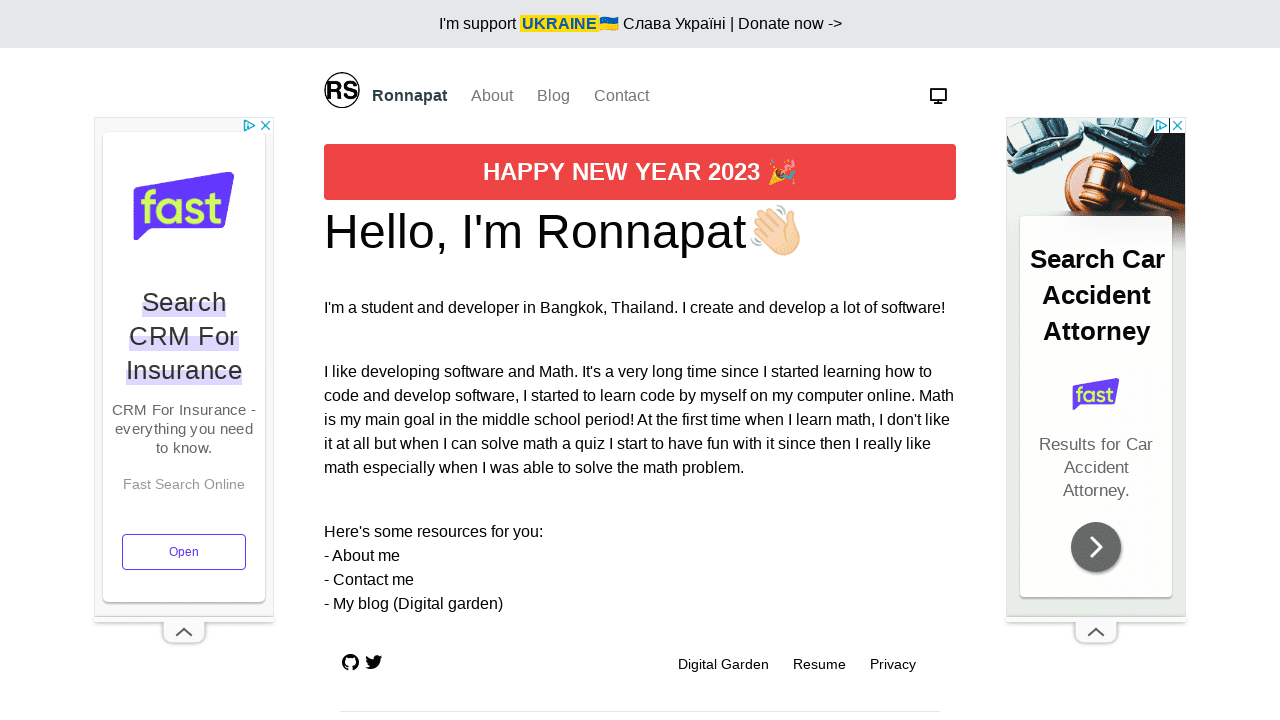 I'm support UKRAINE🇺🇦 Слава Україні | Donate now ->
RS Ronnapat About Blog Contact
HAPPY NEW YEAR 2023 🎉
Hello, I'm Ronnapat👋🏻
I'm a student and developer in Bangkok, Thailand. I create and develop a lot of software!
I like developing software and Math. It's a very long time since I started learning how to
code and develop software, I started to learn code by myself on my computer online. Math
is my main goal in the middle school period! At the first time when I learn math, I don't like
it at all but when I can solve math a quiz I start to have fun with it since then I really like
math especially when I was able to solve the math problem.
Here's some resources for you:
- About me
- Contact me
- My blog (Digital garden)
Digital Garden Resume Privacy
fast
Search
CRM For
Insurance
CRM For Insurance -
everything you need
to know.
Fast Search Online
Open
Search Car
Accident
Attorney
fast
Results for Car
Accident
Attorney.